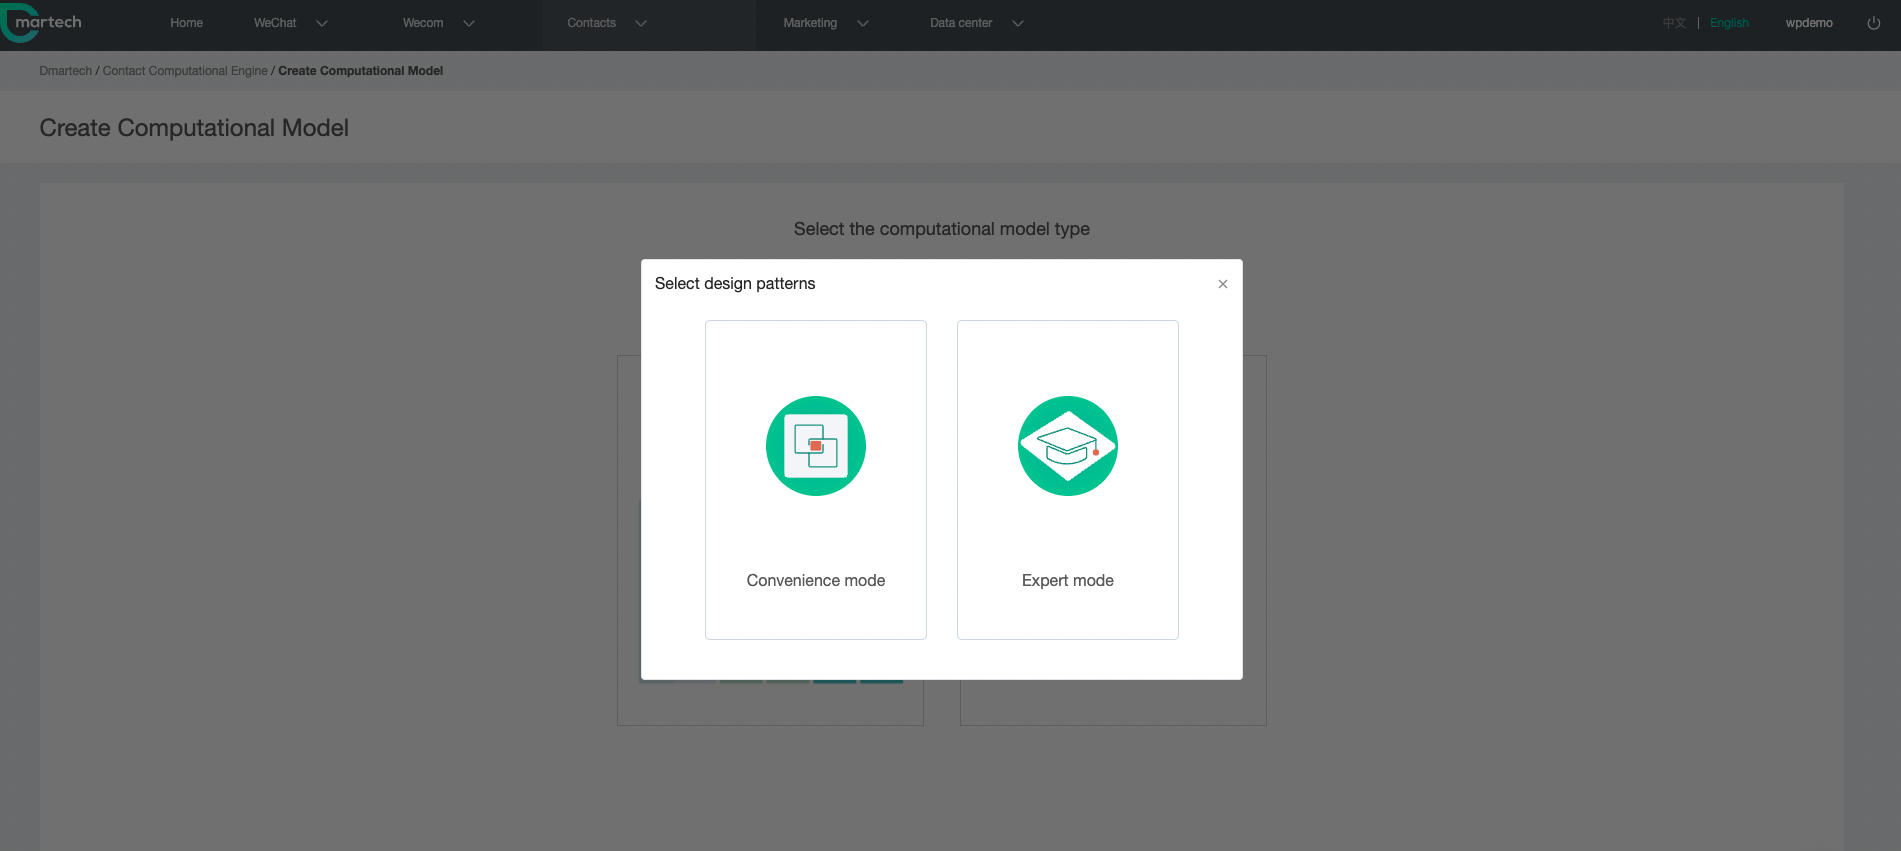 martech
Home WeChat Wecom Contacts Marketing Data center 中文 | English wpdemo
Dmartech / Contact Computational Engine / Create Computational Model
Create Computational Model
Select the computational model type
Select design patterns
Convenience mode
Expert mode